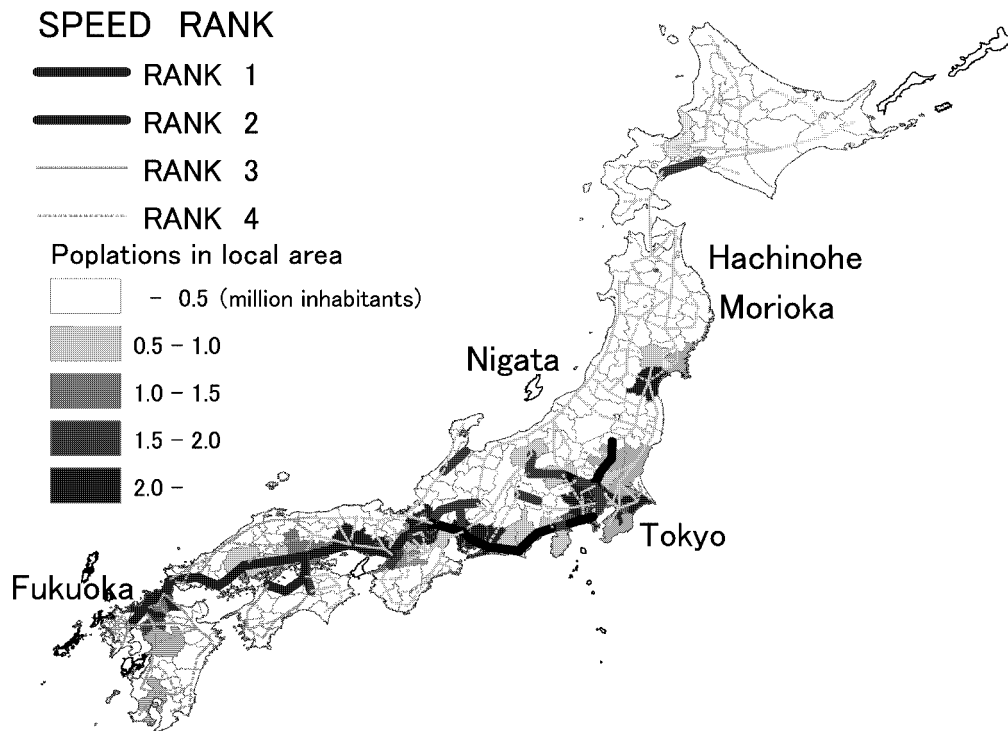 SPEED RANK
RANK 1
RANK 2
RANK 3
RANK 4
Poplations in local area
- 0.5 (million inhabitants)
0.5 - 1.0
1.0 - 1.5
1.5 - 2.0
2.0 -
Hachinohe
Morioka
Nigata
Tokyo
Fukuoka